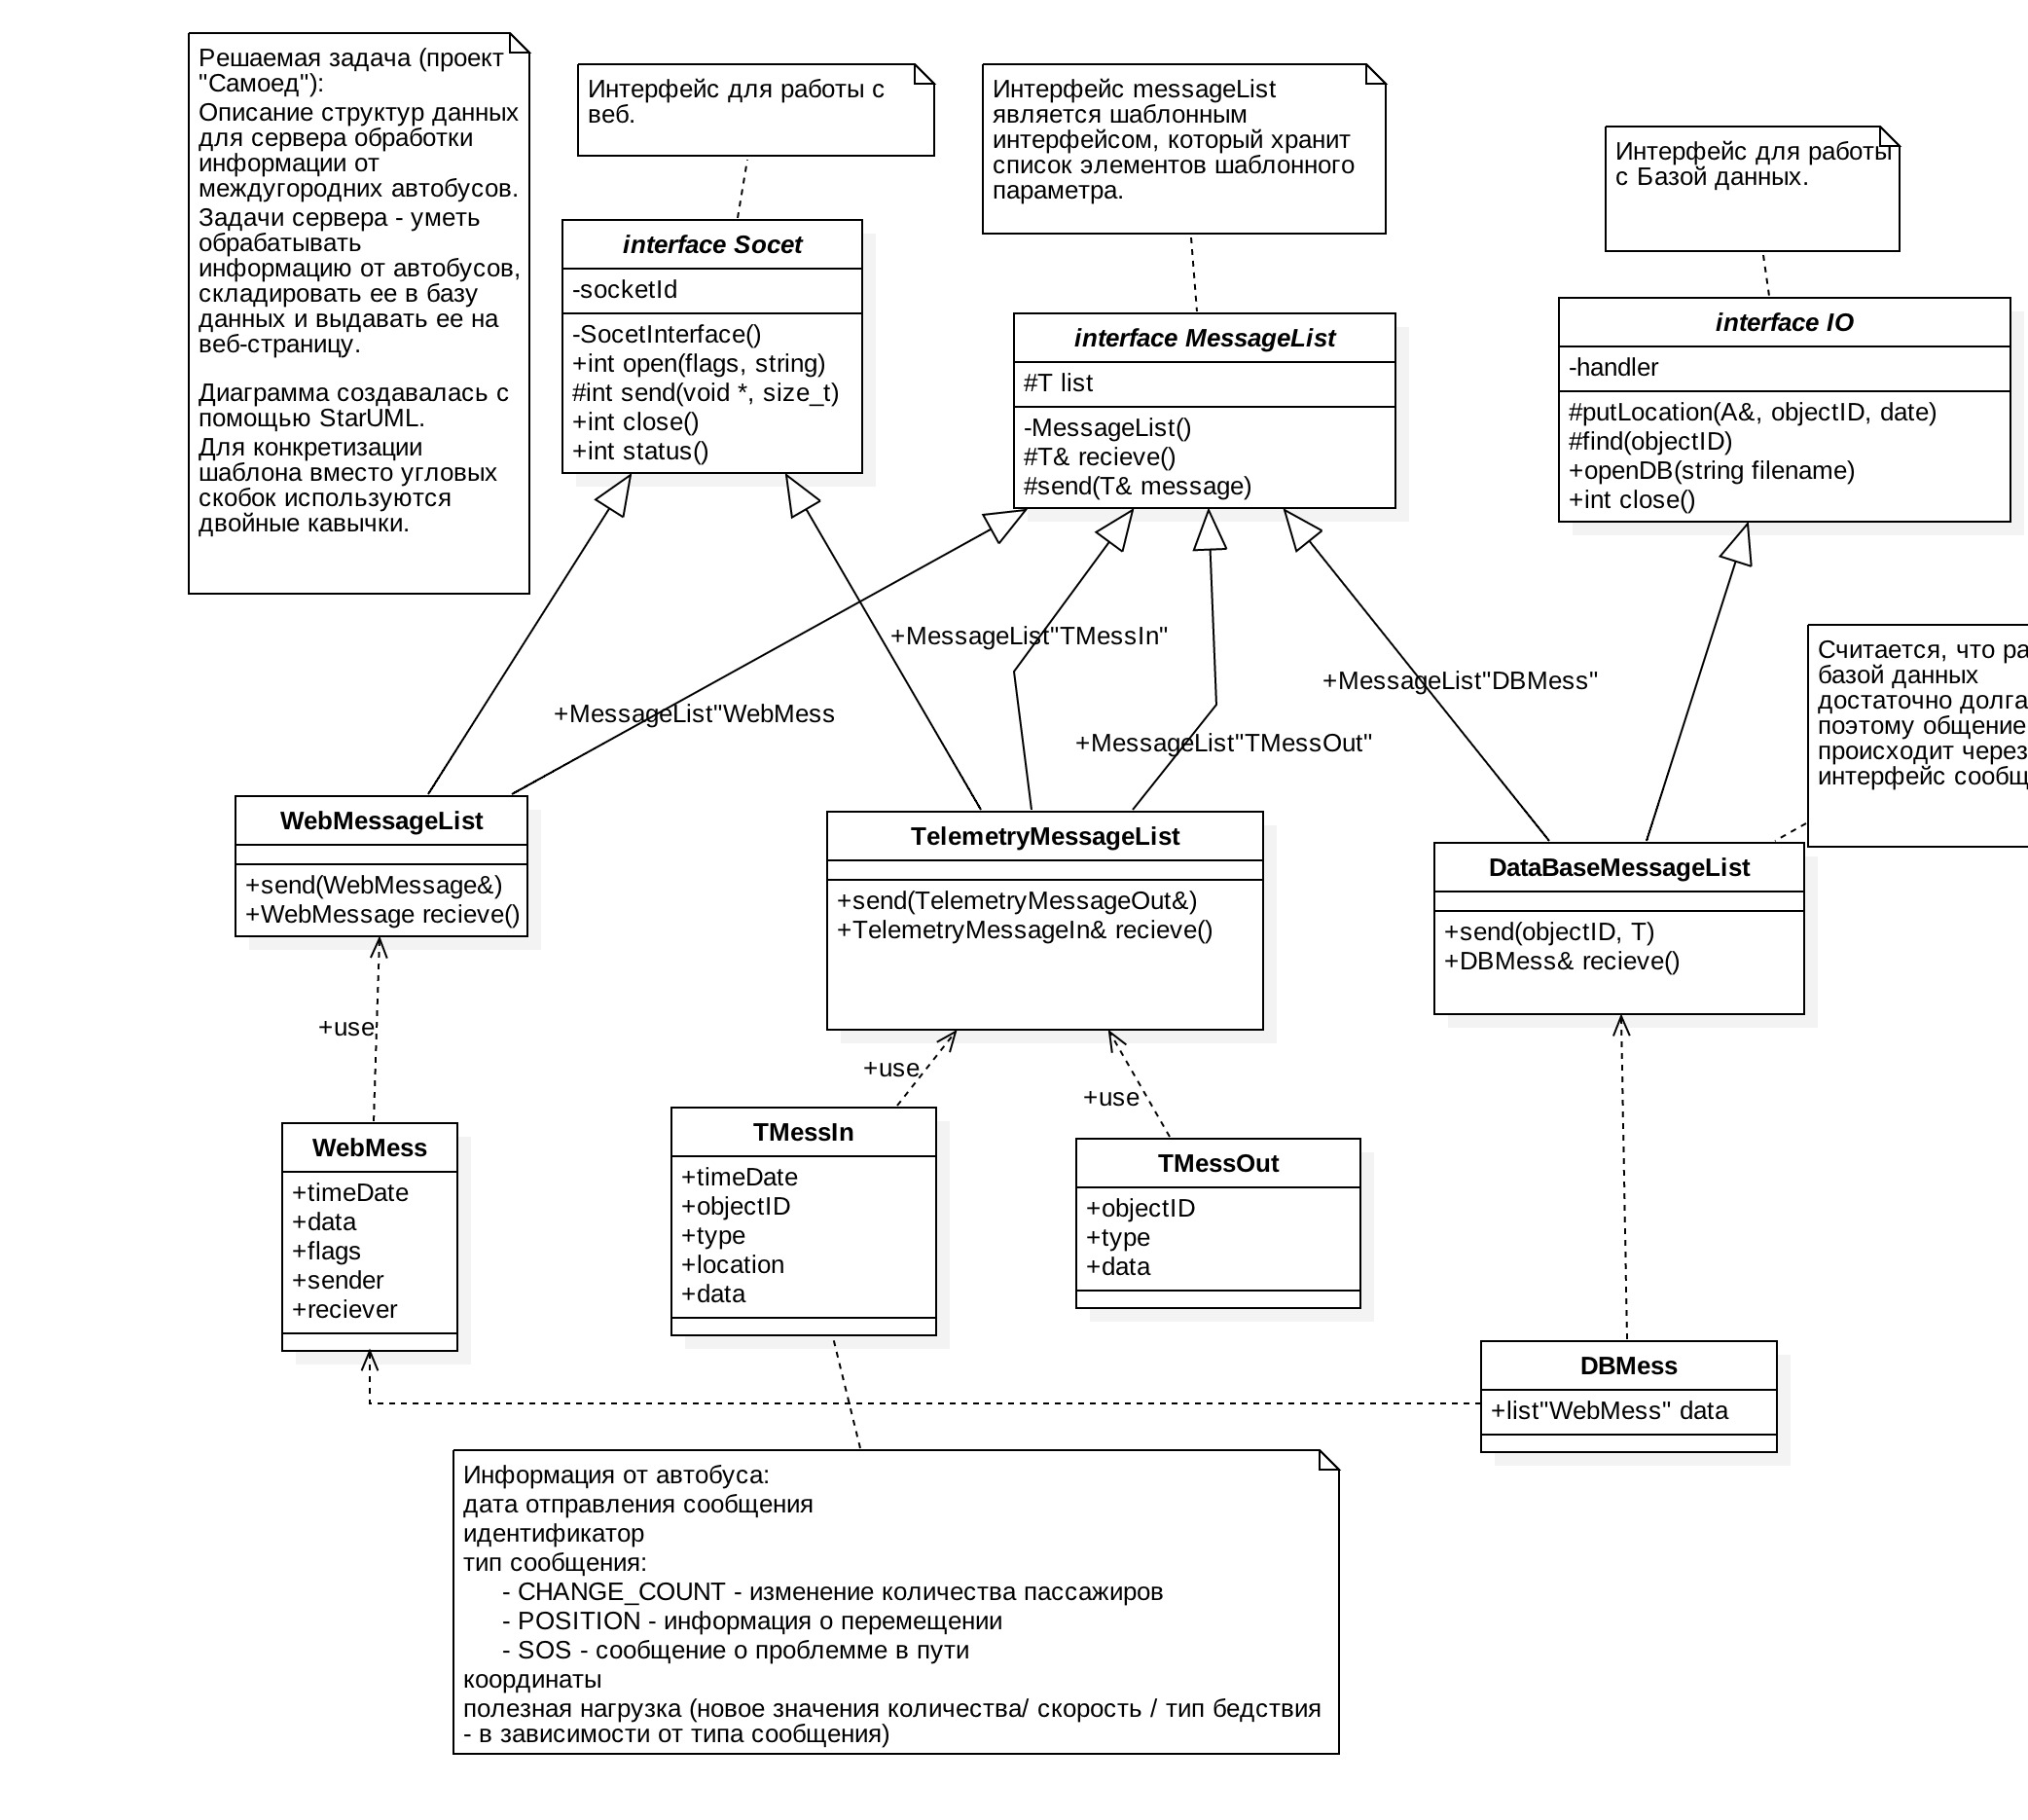 Решаемая задача (проект
"Самоед"):
Описание структур данных
для сервера обработки
информации от
междугородних автобусов.
Задачи сервера - уметь
обрабатывать
информацию от автобусов,
складировать ее в базу
данных и выдавать ее на
веб-страницу.
Диаграмма создавалась с
помощью StarUML.
Для конкретизации
шаблона вместо угловых
скобок используются
двойные кавычки.
Интерфейс для работы с
веб.
Интерфейс messageList
является шаблонным
интерфейсом, который хранит
список элементов шаблонного
параметра.
Интерфейс для работы
с Базой данных.
interface Socet
-socketId
-SocetInterface()
+int open(flags, string)
#int send(void *, size_t)
+int close()
+int status()
interface MessageList
#T list
-MessageList()
#T& recieve()
#send(T& message)
interface IO
-handler
#putLocation(A&, objectID, date)
#find(objectID)
+openDB(string filename)
+int close()
+MessageList"TMessIn"
+MessageList"DBMess"
+MessageList"WebMess
+MessageList"TMessOut"
Считается, что ра
базой данных
достаточно долга
поэтому общение
происходит через
интерфейс сообщ
WebMessageList
+send(WebMessage&)
+WebMessage recieve()
TelemetryMessageList
+send(TelemetryMessageOut&)
+TelemetryMessageIn& recieve()
DataBaseMessageList
+send(objectID, T)
+DBMess& recieve()
+use
+use
+use
WebMess
+timeDate
+data
+flags
+sender
+reciever
TMessIn
+timeDate
+objectID
+type
+location
+data
TMessOut
+objectID
+type
+data
DBMess
+list"WebMess" data
Информация от автобуса:
дата отправления сообщения
идентификатор
тип сообщения:
- CHANGE_COUNT - изменение количества пассажиров
- POSITION - информация о перемещении
- SOS - сообщение о проблемме в пути
координаты
полезная нагрузка (новое значения количества/ скорость / тип бедствия
- в зависимости от типа сообщения)